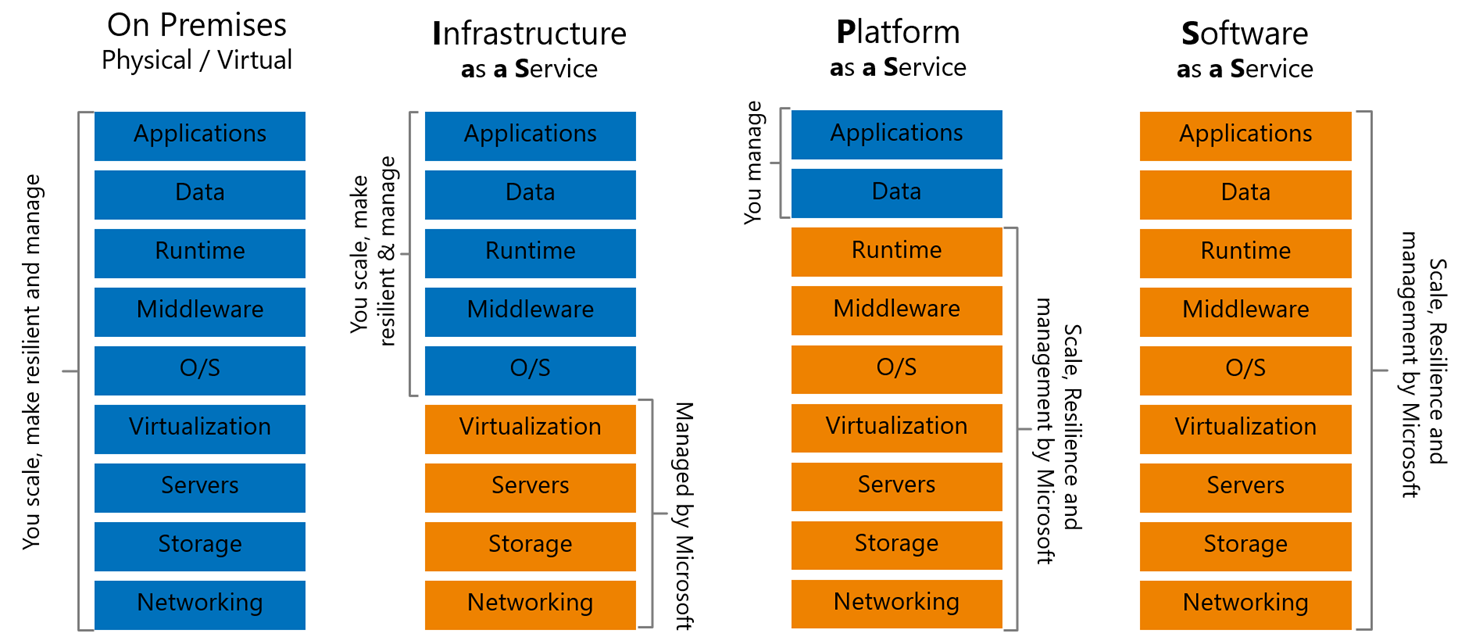 On Premises
Physical / Virtual
You scale, make resilient and manage
Applications
Data
Runtime
Middleware
O/S
Virtualization
Servers
Storage
Networking
Infrastructure
as a Service
You scale, make
resilient & manage
Applications
Data
Runtime
Middleware
O/S
Virtualization
Servers
Storage
Networking
Managed by Microsoft
Platform
as a Service
You manage
Applications
Data
Runtime
Middleware
O/S
Virtualization
Servers
Storage
Networking
Scale, Resilience and
management by Microsoft
Software
as a Service
Applications
Data
Runtime
Middleware
O/S
Virtualization
Servers
Storage
Networking
Scale, Resilience and
management by Microsoft